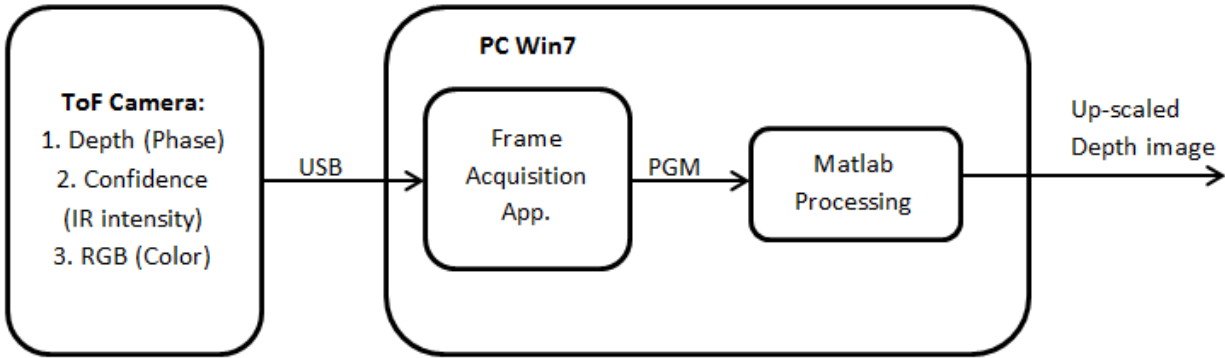 ToF Camera:
1. Depth (Phase)
2. Confidence
(IR intensity)
3. RGB (Color)
USB
PC Win7
Frame
Acquisition
App.
PGM
Matlab
Processing
Up-scaled
Depth image